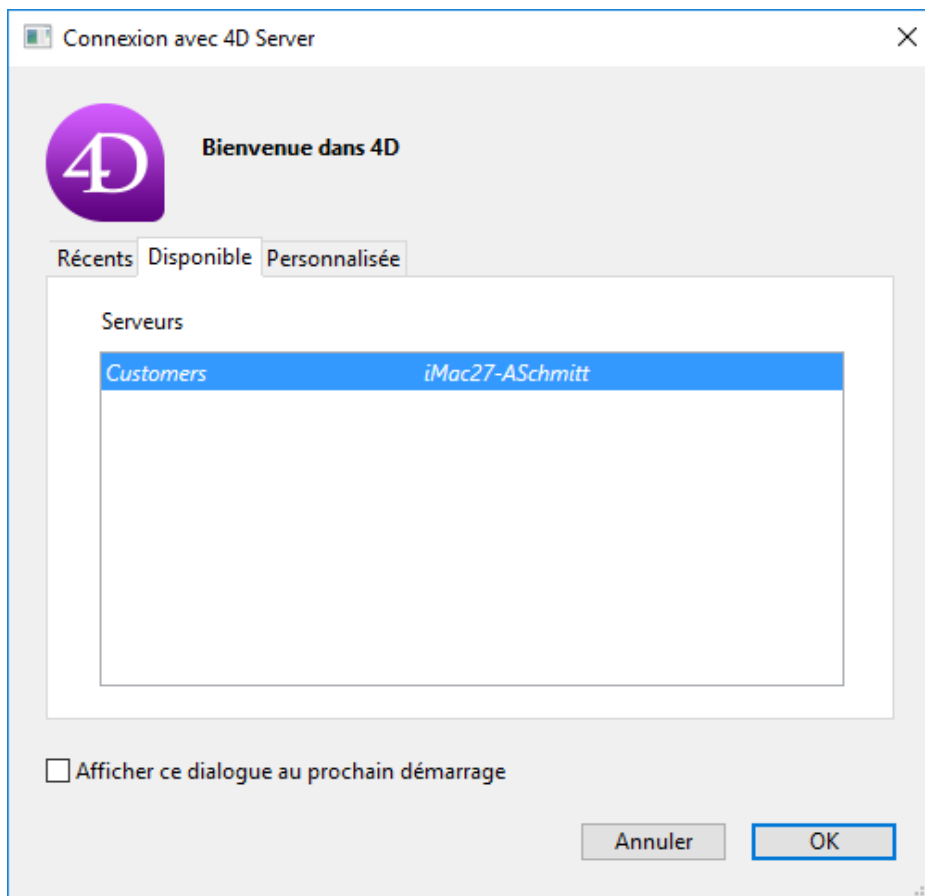 Connexion avec 4D Server
4D
Bienvenue dans 4D
Récents Disponible Personnalisée
Serveurs
Customers iMac27-ASchmitt
Afficher ce dialogue au prochain démarrage
Annuler OK